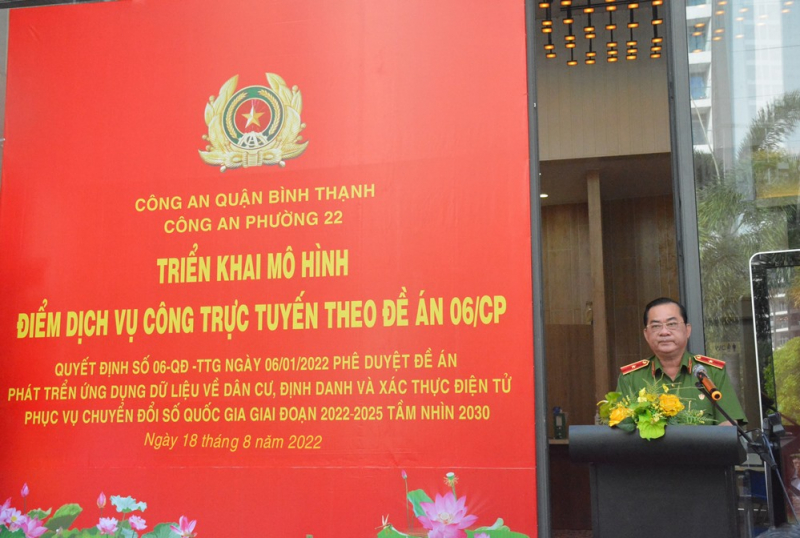 CÔNG AN QUẬN BÌNH THẠNH
CÔNG AN PHƯỜNG 22
TRIỂN KHAI MÔ HÌNH
ĐIỂM DỊCH VỤ CÔNG TRỰC TUYẾN THEO ĐỀ ÁN 06/CP
QUYẾT ĐỊNH SỐ 06-QĐ -TTG NGÀY 06/01/2022 PHÊ DUYỆT ĐỀ ÁN
PHÁT TRỂN ỨNG DỤNG DỮ LIỆU VỀ DÂN CƯ, ĐỊNH DANH VÀ XÁC THỰC ĐIỆN TỬ
PHỤC VỤ CHUYỂN ĐỔI SỐ QUỐC GIA GIAI ĐOẠN 2022-2025 TẦM NHÌN 2030
Ngày 18 tháng 8 năm 2022